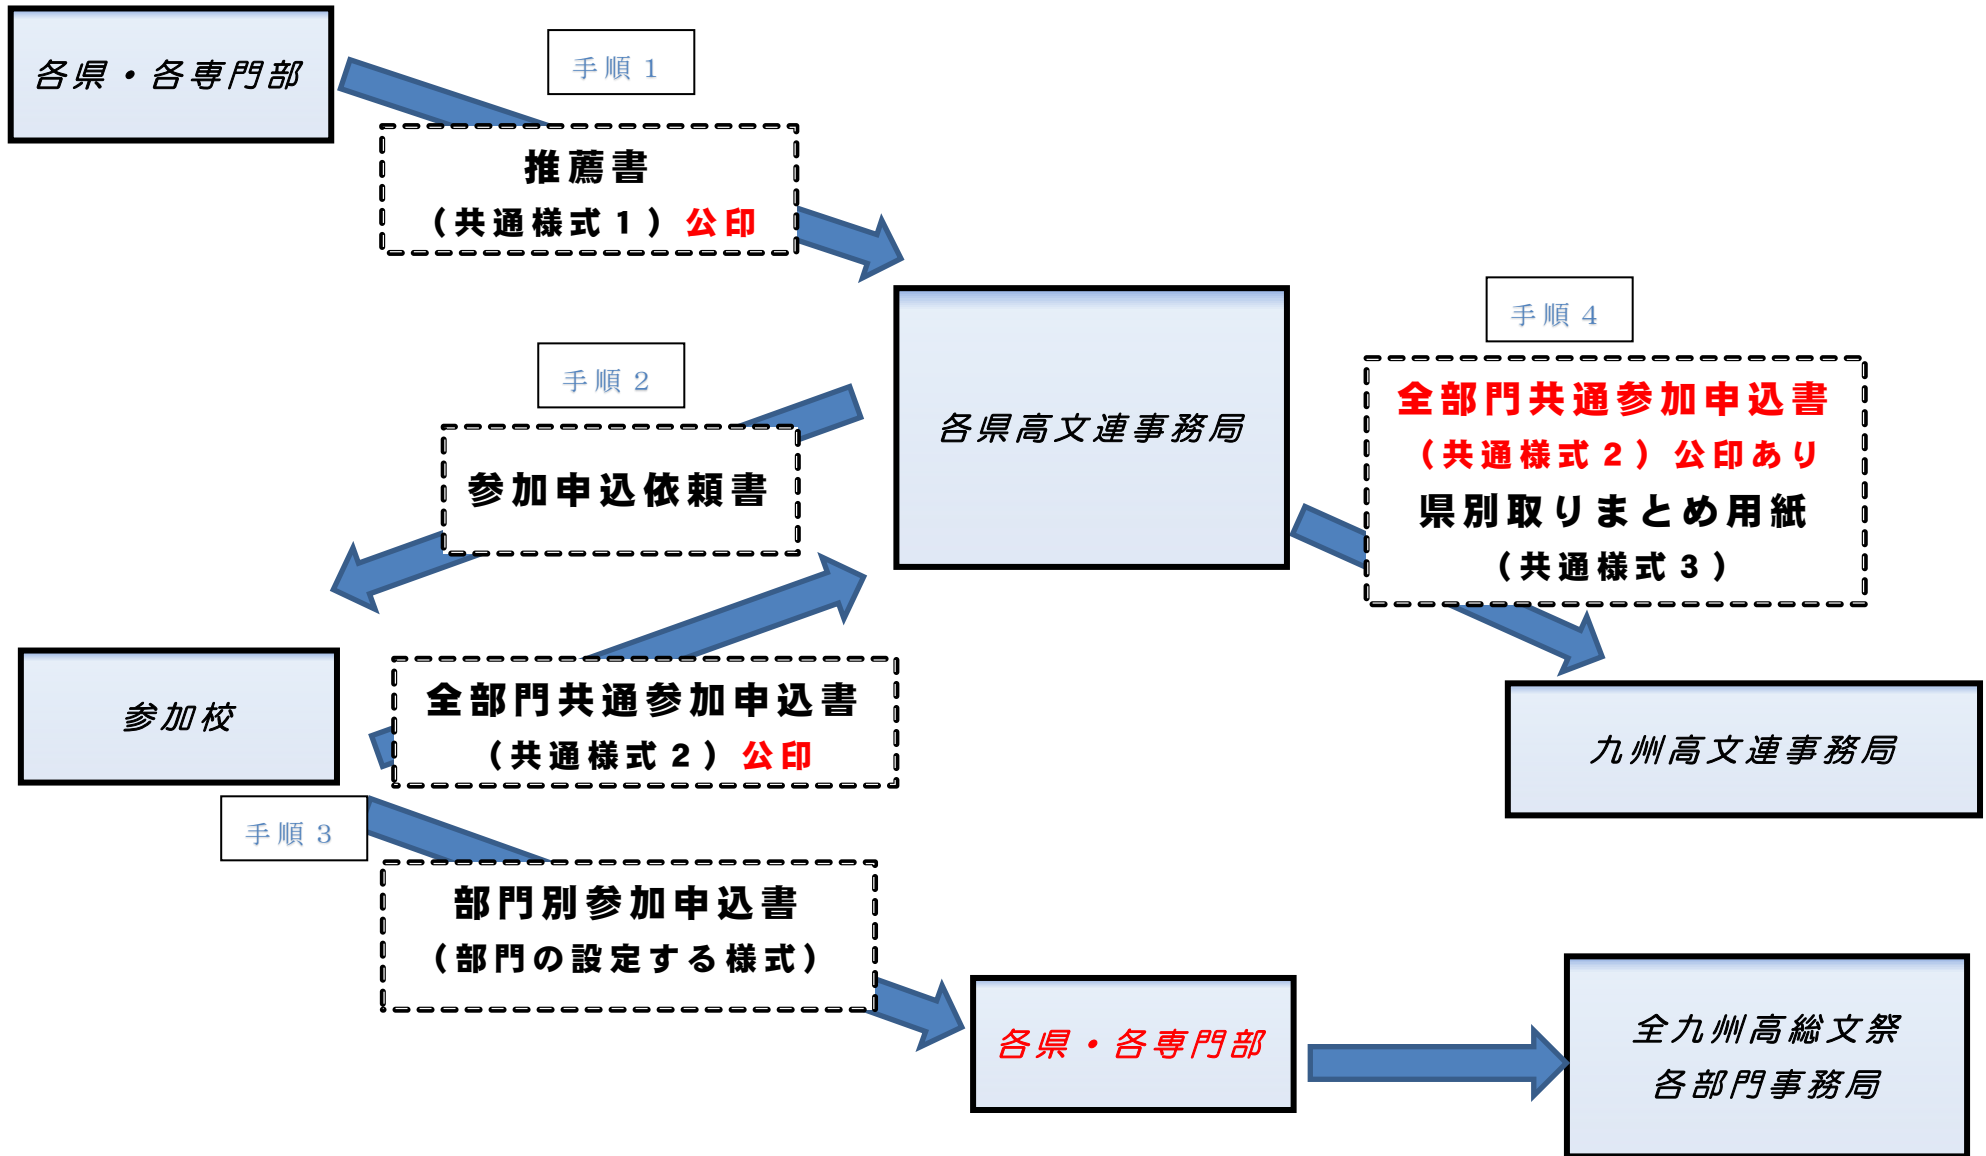 各県・各専門部
手順１
推薦書
（共通様式１）公印
手順２
参加申込依頼書
各県高文連事務局
手順４
全部門共通参加申込書
（共通様式２）公印あり
県別取りまとめ用紙
（共通様式３）
参加校
全部門共通参加申込書
（共通様式２）公印
九州高文連事務局
手順３
部門別参加申込書
（部門の設定する様式）
各県・各専門部
全九州高総文祭
各部門事務局